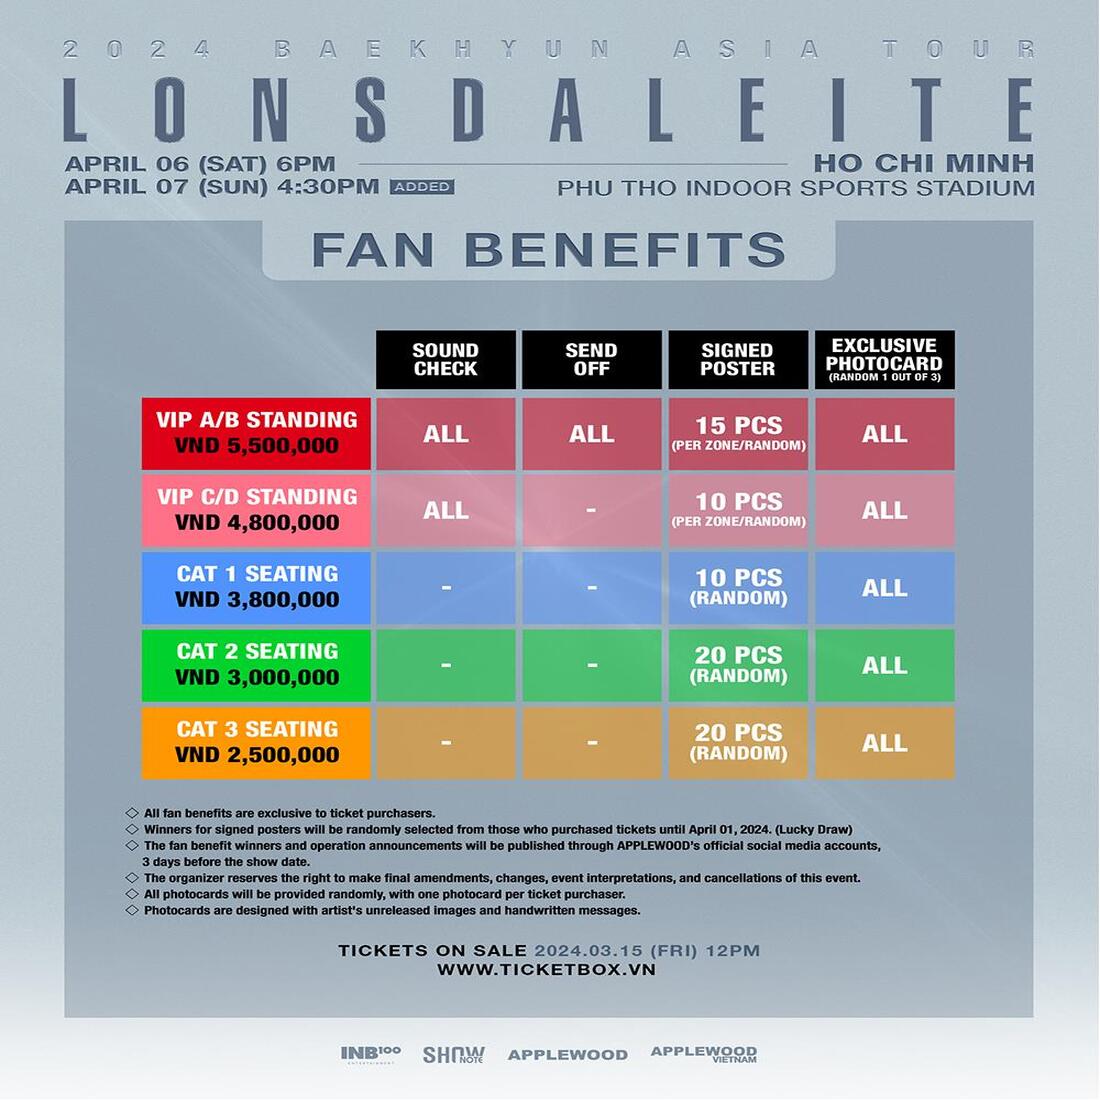 2024 BAEKHYUN ASIA TOUR
LONSDALEITE
APRIL 06 (SAT) 6PM
HO CHI MINH
APRIL 07 (SUN) 4:30PM ADDED
PHU THO INDOOR SPORTS STADIUM
FAN BENEFITS
SOUND CHECK
SEND OFF
SIGNED POSTER
EXCLUSIVE PHOTOCARD
(RANDOM 1 OUT OF 3)
VIP A/B STANDING
VND 5,500,000
ALL
ALL
15 PCS
(PER ZONE/RANDOM)
ALL
VIP C/D STANDING
VND 4,800,000
ALL
-
10 PCS
(PER ZONE/RANDOM)
ALL
CAT 1 SEATING
VND 3,800,000
-
-
10 PCS
(RANDOM)
ALL
CAT 2 SEATING
VND 3,000,000
-
-
20 PCS
(RANDOM)
ALL
CAT 3 SEATING
VND 2,500,000
-
-
20 PCS
(RANDOM)
ALL
◇ All fan benefits are exclusive to ticket purchasers.
◇ Winners for signed posters will be randomly selected from those who purchased tickets until April 01, 2024. (Lucky Draw)
◇ The fan benefit winners and operation announcements will be published through APPLEWOOD's official social media accounts,
3 days before the show date.
◇ The organizer reserves the right to make final amendments, changes, event interpretations, and cancellations of this event.
◇ All photocards will be provided randomly, with one photocard per ticket purchaser.
◇ Photocards are designed with artist's unreleased images and handwritten messages.
TICKETS ON SALE 2024.03.15 (FRI) 12PM
WWW.TICKETBOX.VN
INB100
ENTERTAINMENT
SHOW
NOTE
APPLEWOOD
APPLEWOOD
VIETNAM